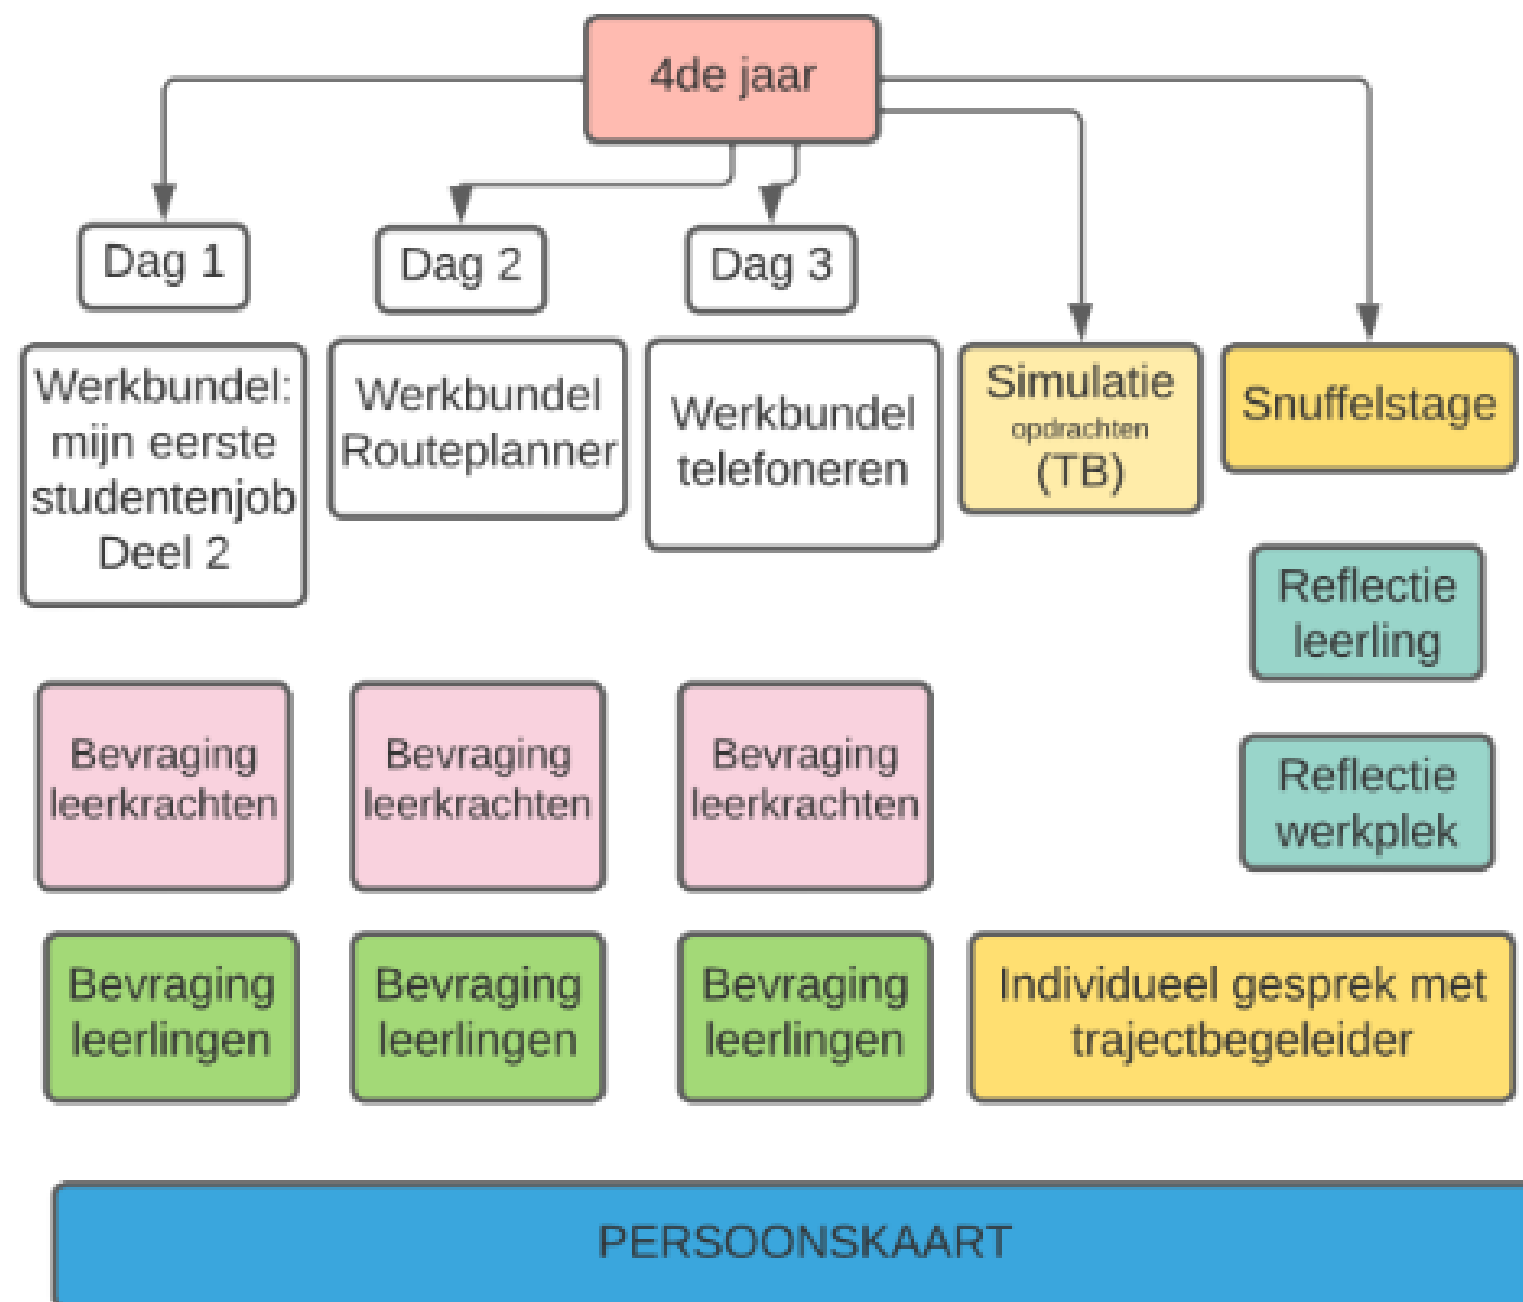 4de jaar
Dag 1
Dag 2
Dag 3
Werkbundel:
mijn eerste
studentenjob
Deel 2
Werkbundel
Routeplanner
Werkbundel
telefoneren
Simulatie
opdrachten
(TB)
Snuffelstage
Reflectie
leerling
Reflectie
werkplek
Bevraging
leerkrachten
Bevraging
leerkrachten
Bevraging
leerkrachten
Bevraging
leerlingen
Bevraging
leerlingen
Bevraging
leerlingen
Individueel gesprek met
trajectbegeleider
PERSOONSKAART